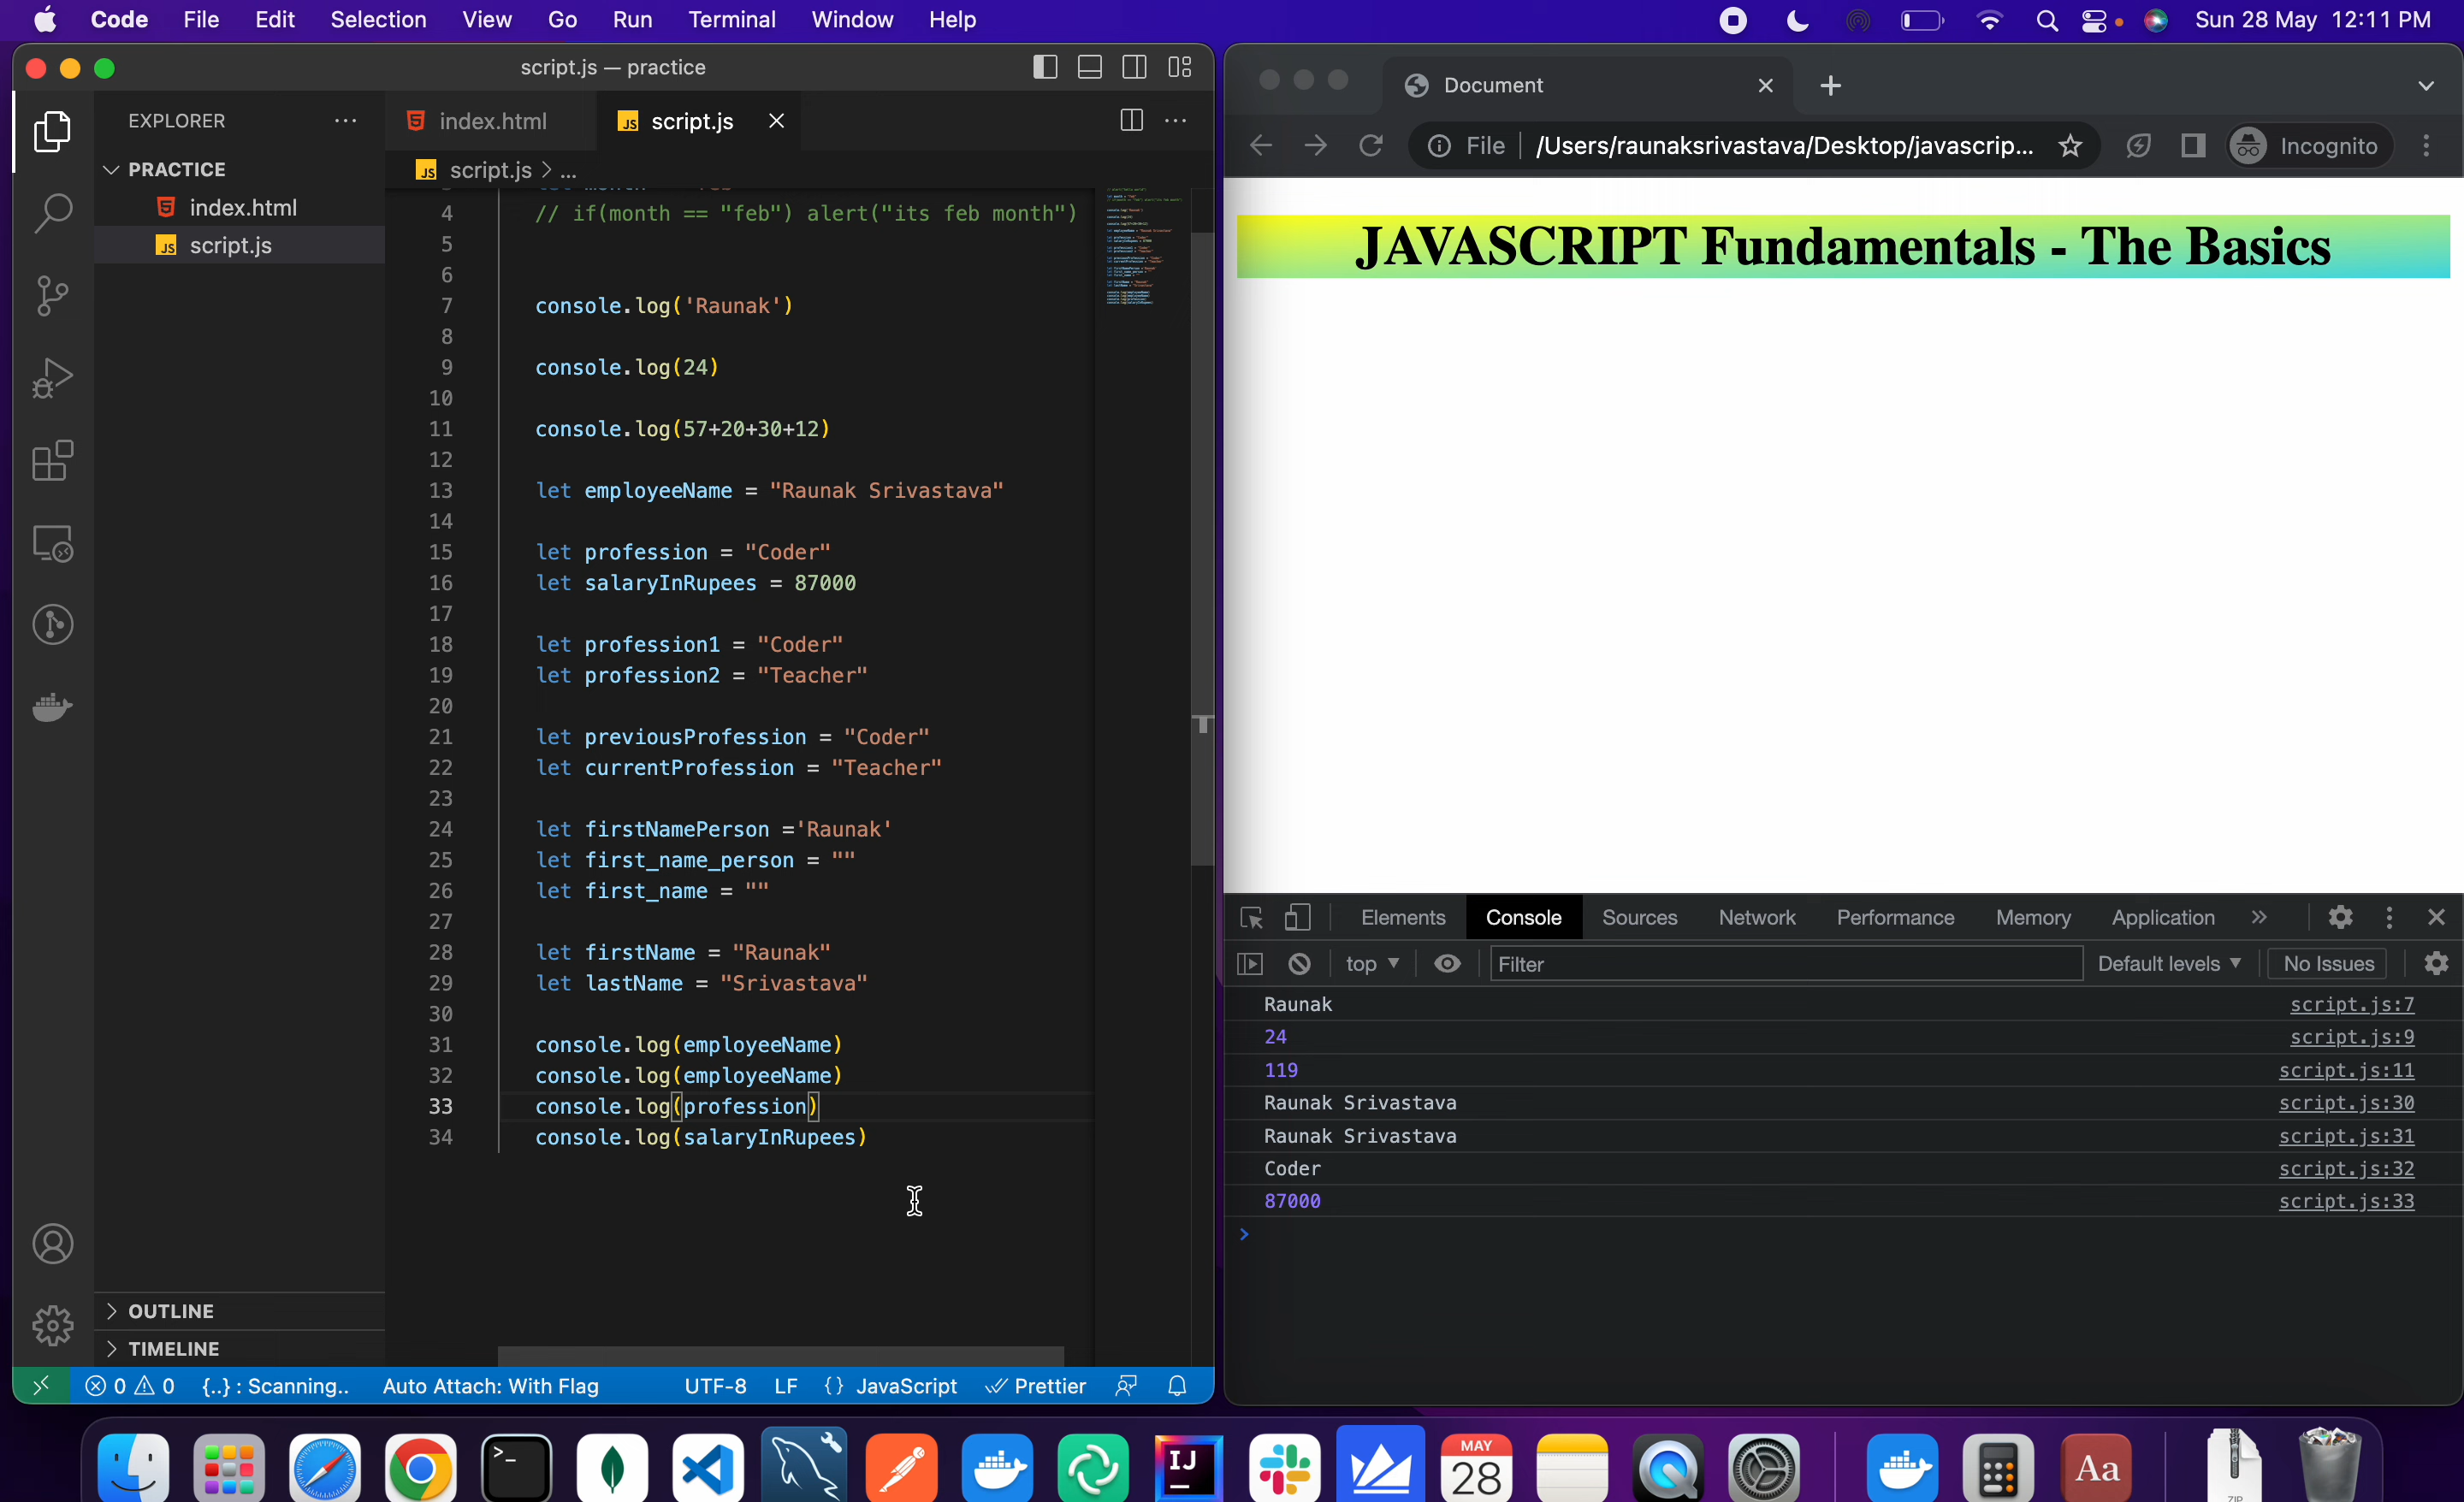 Code File Edit Selection View Go Run Terminal Window Help Sun 28 May 12:11 PM
script.js — practice
EXPLORER
PRACTICE
index.html
script.js
OUTLINE
TIMELINE
index.html script.js
script.js > ...
4 // if(month == "feb") alert("its feb month")
5
6
7 console.log('Raunak')
8
9 console.log(24)
10
11 console.log(57+20+30+12)
12
13 let employeeName = "Raunak Srivastava"
14
15 let profession = "Coder"
16 let salaryInRupees = 87000
17
18 let profession1 = "Coder"
19 let profession2 = "Teacher"
20
21 let previousProfession = "Coder"
22 let currentProfession = "Teacher"
23
24 let firstNamePerson ='Raunak'
25 let first_name_person = ""
26 let first_name = ""
27
28 let firstName = "Raunak"
29 let lastName = "Srivastava"
30
31 console.log(employeeName)
32 console.log(employeeName)
33 console.log(profession)
34 console.log(salaryInRupees)
0 0 {..} : Scanning.. Auto Attach: With Flag UTF-8 LF {} JavaScript Prettier
Document
File /Users/raunaksrivastava/Desktop/javascrip... Incognito
JAVASCRIPT Fundamentals - The Basics
Elements Console Sources Network Performance Memory Application
top Filter Default levels No Issues
Raunak script.js:7
24 script.js:9
119 script.js:11
Raunak Srivastava script.js:30
Raunak Srivastava script.js:31
Coder script.js:32
87000 script.js:33
IJ
MAY
28
Aa
ZIP